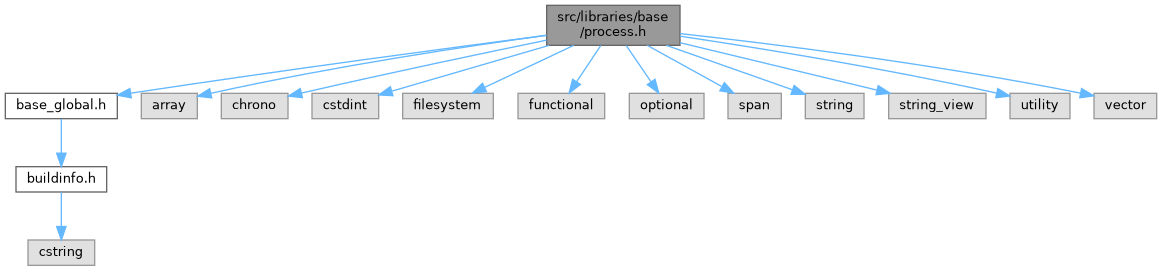 src/libraries/base
/process.h
base_global.h
array
chrono
cstdint
filesystem
functional
optional
span
string
string_view
utility
vector
buildinfo.h
cstring